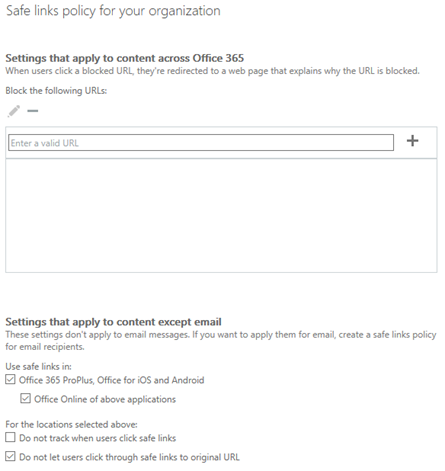 Safe links policy for your organization
Settings that apply to content across Office 365
When users click a blocked URL, they're redirected to a web page that explains why the URL is blocked.
Block the following URLs:
Enter a valid URL
Settings that apply to content except email
These settings don't apply to email messages. If you want to apply them for email, create a safe links policy
for email recipients.
Use safe links in:
Office 365 ProPlus, Office for iOS and Android
Office Online of above applications
For the locations selected above:
Do not track when users click safe links
Do not let users click through safe links to original URL